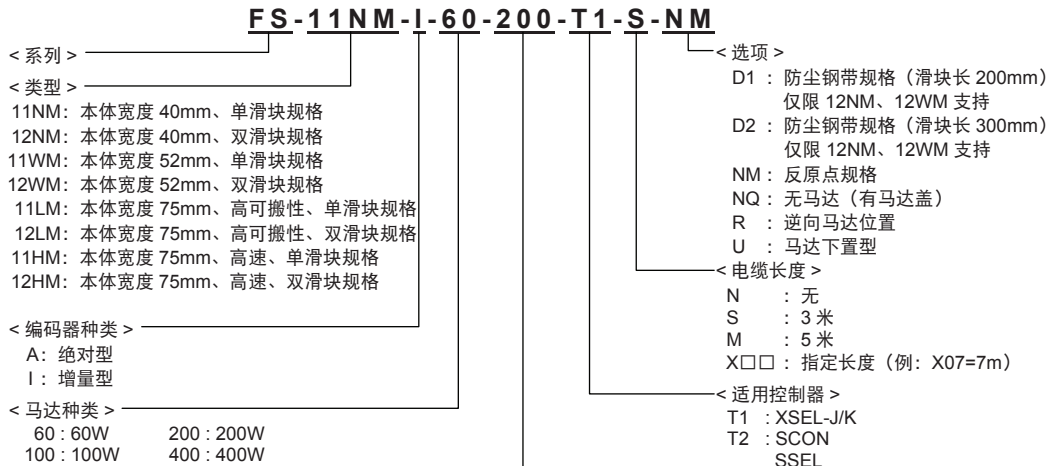 FS-11NM-I-60-200-T1-S-NM
< 系列 >
< 类型 >
11NM：本体宽度 40mm、单滑块规格
12NM：本体宽度 40mm、双滑块规格
11WM：本体宽度 52mm、单滑块规格
12WM：本体宽度 52mm、双滑块规格
11LM：本体宽度 75mm、高可搬性、单滑块规格
12LM：本体宽度 75mm、高可搬性、双滑块规格
11HM：本体宽度 75mm、高速、单滑块规格
12HM：本体宽度 75mm、高速、双滑块规格
< 编码器种类 >
A：绝对型
I：增量型
< 马达种类 >
60 : 60W 200 : 200W
100 : 100W 400 : 400W
< 选项 >
D1 ：防尘钢带规格（滑块长 200mm）
仅限 12NM、12WM 支持
D2 ：防尘钢带规格（滑块长 300mm）
仅限 12NM、12WM 支持
NM ：反原点规格
NQ ：无马达（有马达盖）
R ：逆向马达位置
U ：马达下置型
< 电缆长度 >
N ：无
S ：3 米
M ：5 米
X□□ ：指定长度（例：X07=7m）
< 适用控制器 >
T1 : XSEL-J/K
T2 : SCON
SSEL